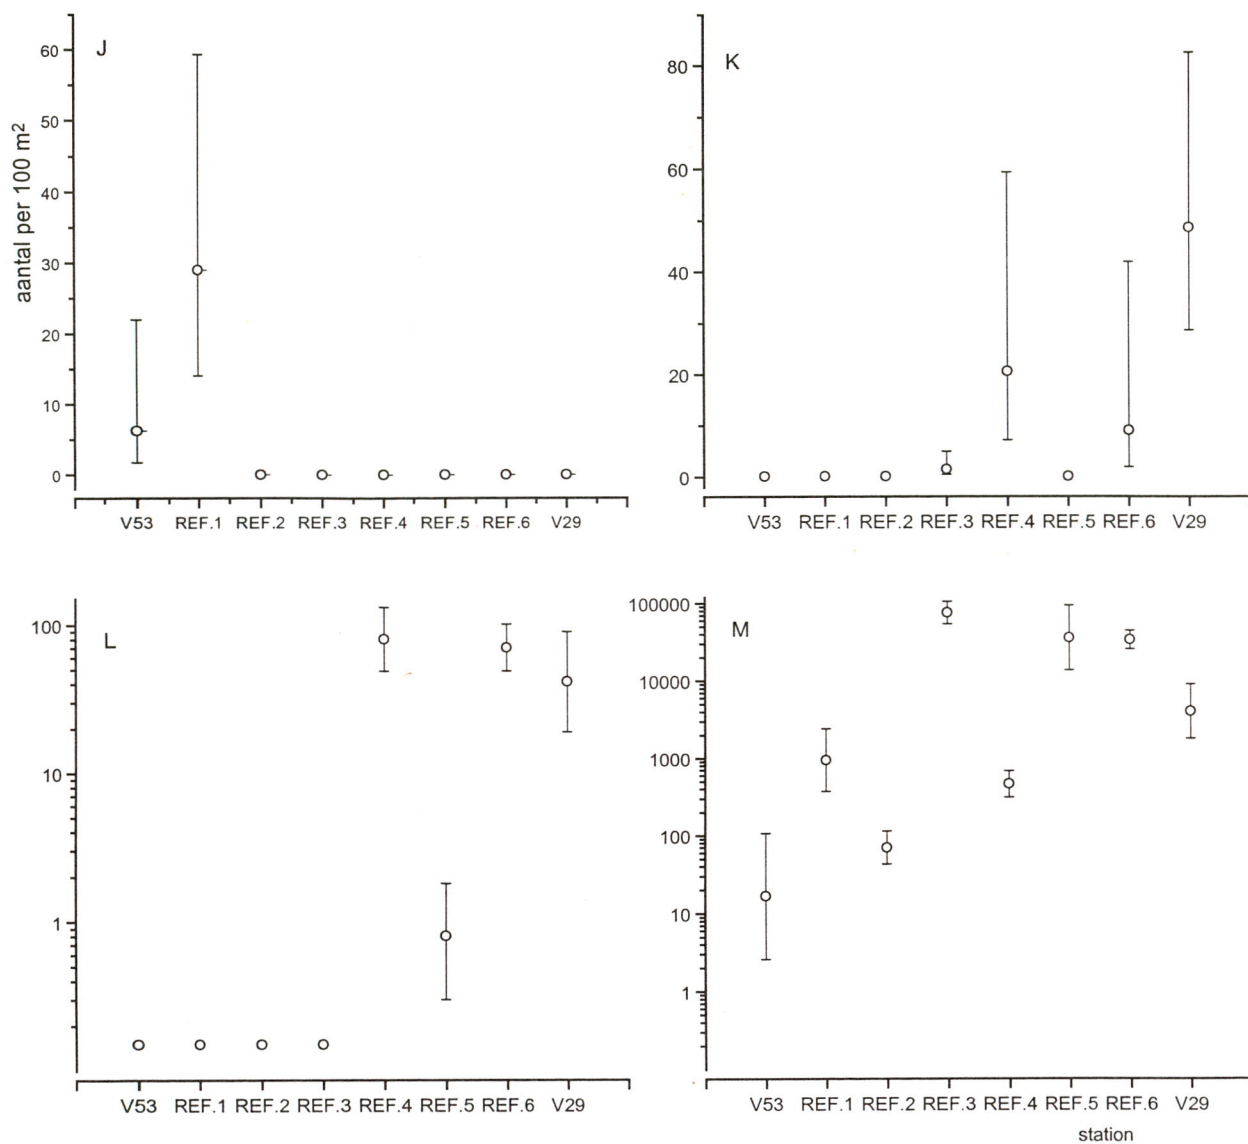 J
aantal per 100 m²
60
50
40
30
20
10
0
V53 REF.1 REF.2 REF.3 REF.4 REF.5 REF.6 V29
K
80
60
40
20
0
V53 REF.1 REF.2 REF.3 REF.4 REF.5 REF.6 V29
L
100
10
1
V53 REF.1 REF.2 REF.3 REF.4 REF.5 REF.6 V29
M
100000
10000
1000
100
10
1
V53 REF.1 REF.2 REF.3 REF.4 REF.5 REF.6 V29
station